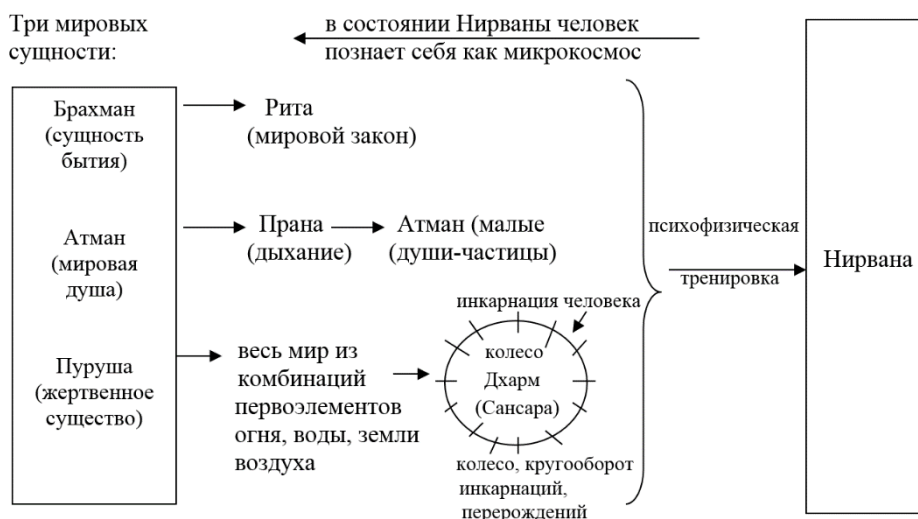 Три мировых
сущности:
в состоянии Нирваны человек
познает себя как микрокосмос
Брахман
(сущность
бытия)
Рита
(мировой закон)
Атман
(мировая
душа)
Прана
(дыхание)
Атман (малые
(души-частицы)
Пуруша
(жертвенное
существо)
весь мир из
комбинаций
первоэлементов
огня, воды, земли
воздуха
инкарнация человека
колесо
Дхарм
(Сансара)
колесо, кругооборот
инкарнаций,
перерождений
психофизическая
тренировка
Нирвана